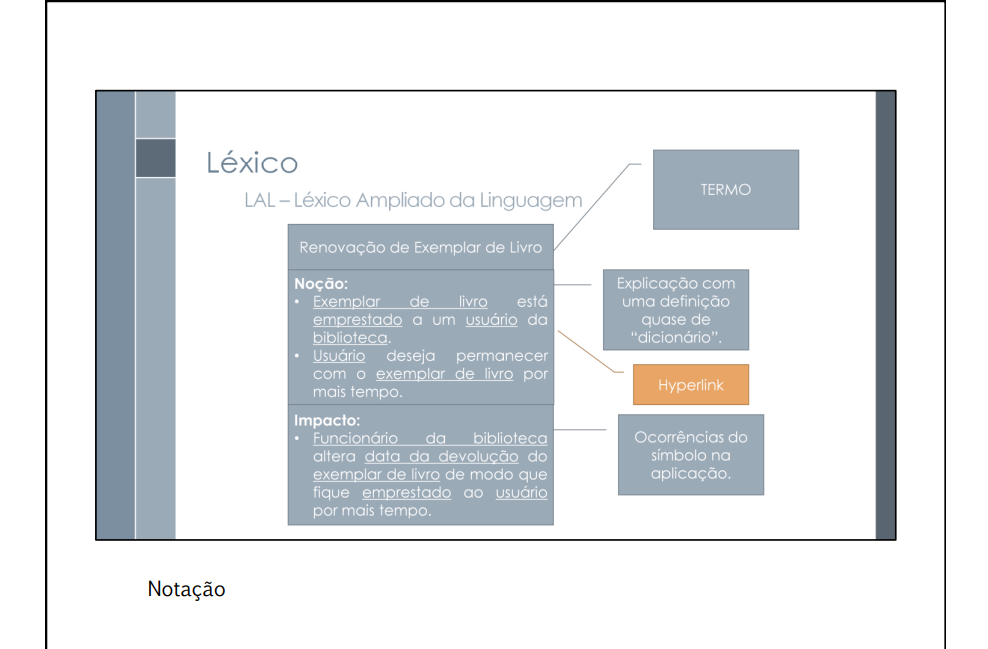 Léxico
LAL – Léxico Ampliado da Linguagem
TERMO
Renovação de Exemplar de Livro
Noção:
• Exemplar de livro está
emprestado a um usuário da
biblioteca.
• Usuário deseja permanecer
com o exemplar de livro por
mais tempo.
Explicação com
uma definição
quase de
“dicionário”.
Hyperlink
Impacto:
• Funcionário da biblioteca
altera data da devolução do
exemplar de livro de modo que
fique emprestado ao usuário
por mais tempo.
Ocorrências do
símbolo na
aplicação.
Notação